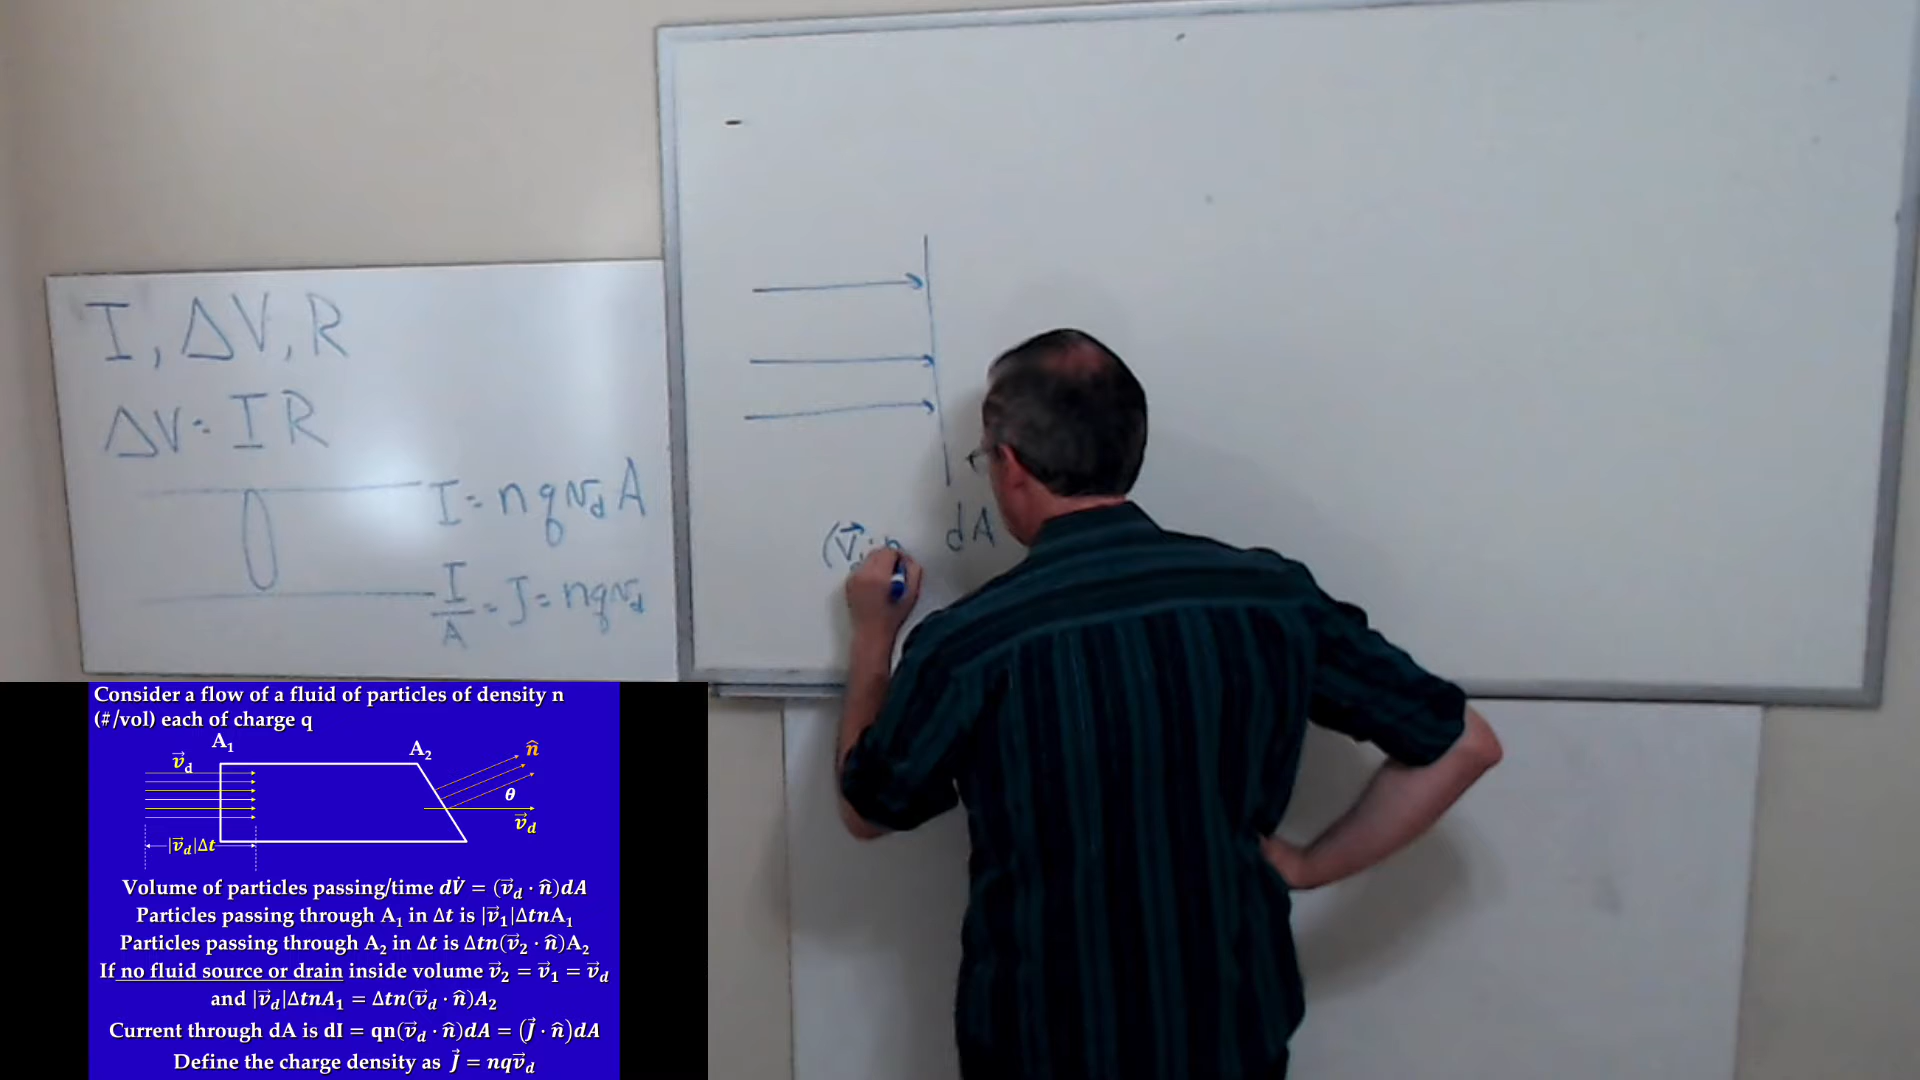 I, ΔV, R
ΔV = IR
I = nqv_d A
I/A = J = nqv_d
dA
(v⃗
Consider a flow of a fluid of particles of density n
(#/vol) each of charge q
A₁
A₂
n̂
v⃗_d
θ
v⃗_d
|v⃗_d|Δt
Volume of particles passing/time dV̇ = (v⃗_d · n̂)dA
Particles passing through A₁ in Δt is |v⃗₁|ΔtnA₁
Particles passing through A₂ in Δt is Δtn(v⃗₂ · n̂)A₂
If no fluid source or drain inside volume v⃗₂ = v⃗₁ = v⃗_d
and |v⃗_d|ΔtnA₁ = Δtn(v⃗_d · n̂)A₂
Current through dA is dI = qn(v⃗_d · n̂)dA = (J⃗ · n̂)dA
Define the charge density as J⃗ = nqv⃗_d